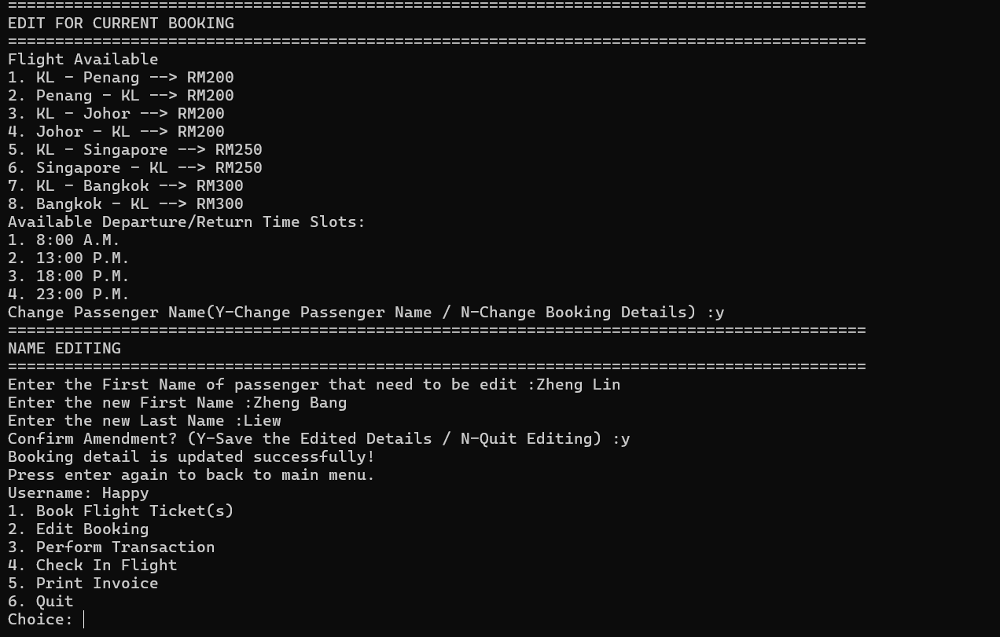 ===========================================================================================
EDIT FOR CURRENT BOOKING
===========================================================================================
Flight Available
1. KL - Penang --> RM200
2. Penang - KL --> RM200
3. KL - Johor --> RM200
4. Johor - KL --> RM200
5. KL - Singapore --> RM250
6. Singapore - KL --> RM250
7. KL - Bangkok --> RM300
8. Bangkok - KL --> RM300
Available Departure/Return Time Slots:
1. 8:00 A.M.
2. 13:00 P.M.
3. 18:00 P.M.
4. 23:00 P.M.
Change Passenger Name(Y-Change Passenger Name / N-Change Booking Details) :y
===========================================================================================
NAME EDITING
===========================================================================================
Enter the First Name of passenger that need to be edit :Zheng Lin
Enter the new First Name :Zheng Bang
Enter the new Last Name :Liew
Confirm Amendment? (Y-Save the Edited Details / N-Quit Editing) :y
Booking detail is updated successfully!
Press enter again to back to main menu.
Username: Happy
1. Book Flight Ticket(s)
2. Edit Booking
3. Perform Transaction
4. Check In Flight
5. Print Invoice
6. Quit
Choice: